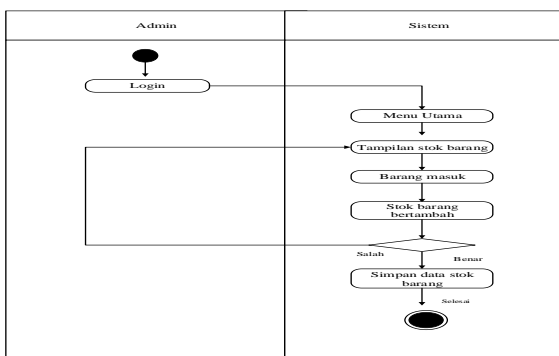 Admin
Sistem
Login
Menu Utama
Tampilan stok barang
Barang masuk
Stok barang
bertambah
Salah
Benar
Simpan data stok
barang
Selesai